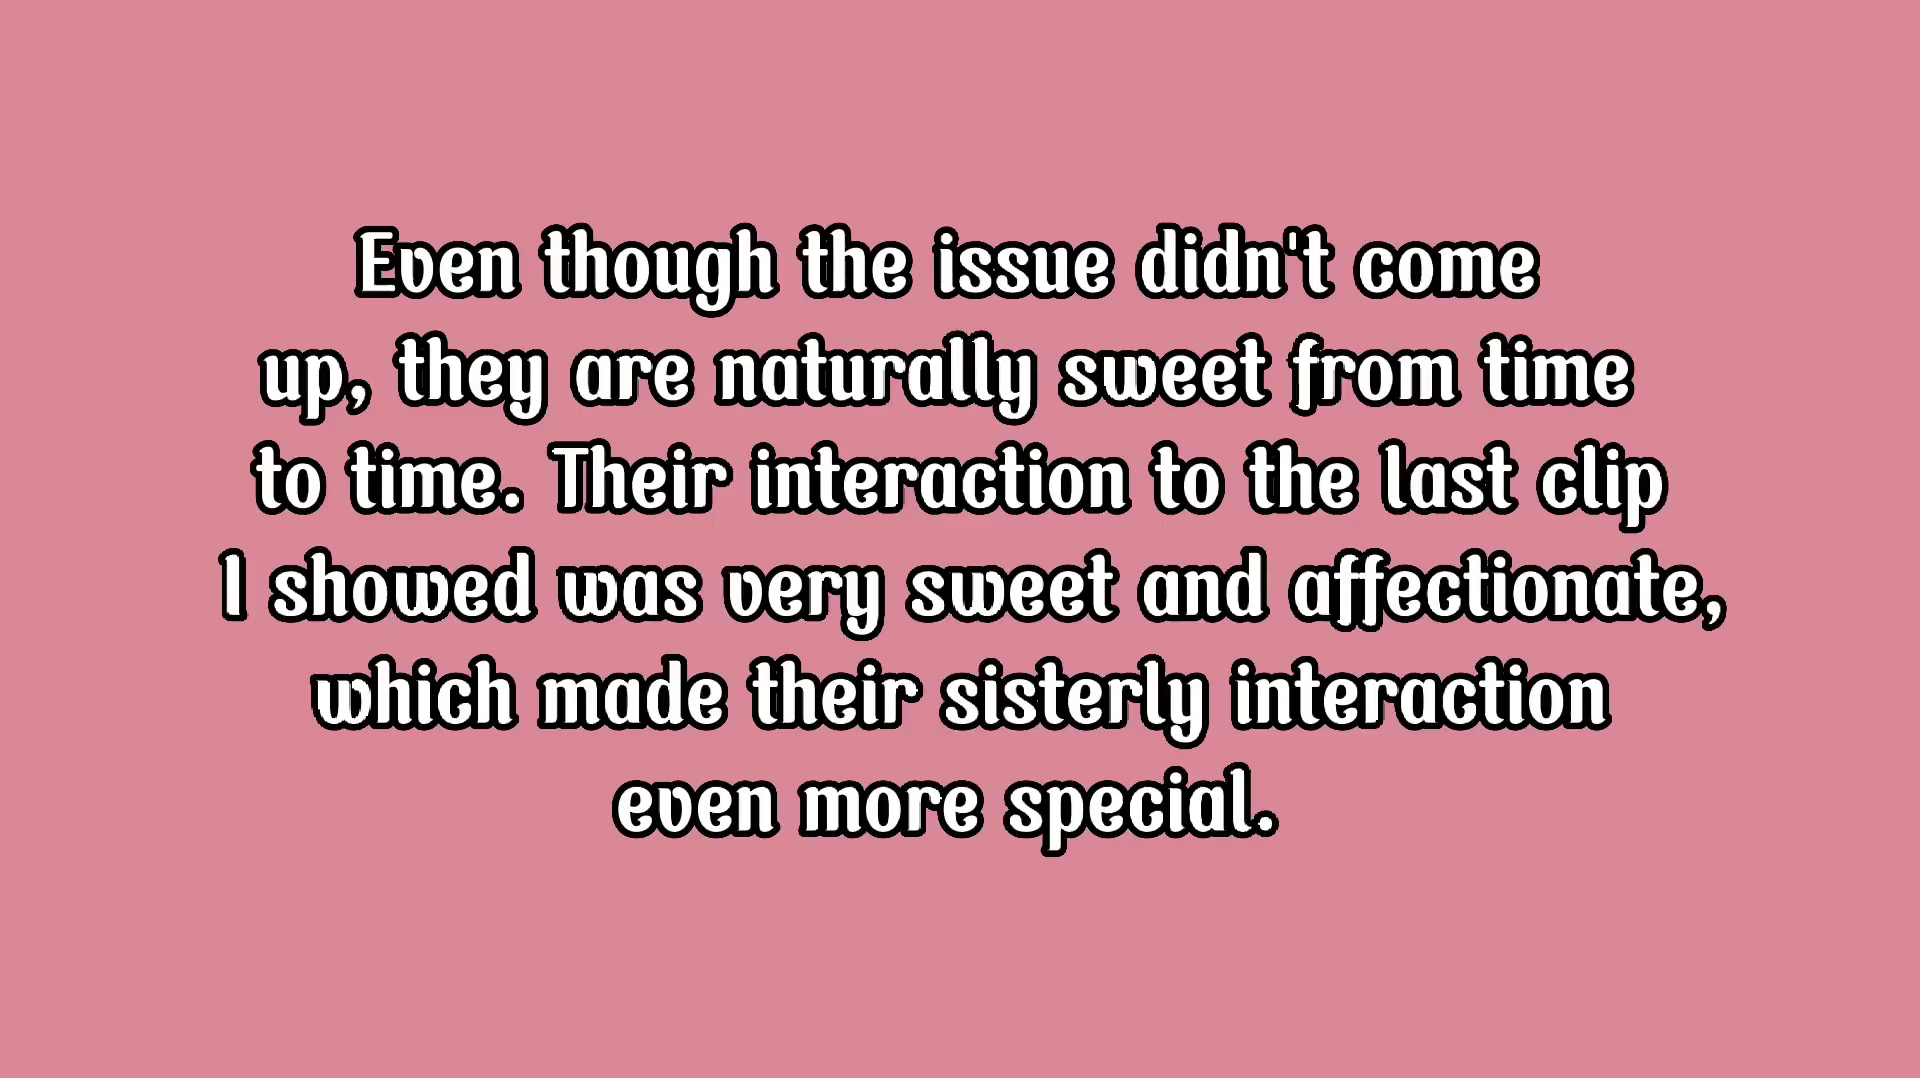 Even though the issue didn't come
up, they are naturally sweet from time
to time. Their interaction to the last clip
I showed was very sweet and affectionate,
which made their sisterly interaction
even more special.